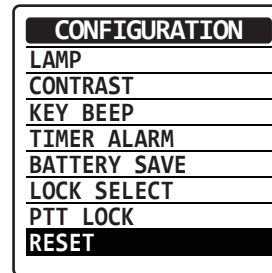 CONFIGURATION
LAMP
CONTRAST
KEY BEEP
TIMER ALARM
BATTERY SAVE
LOCK SELECT
PTT LOCK
RESET